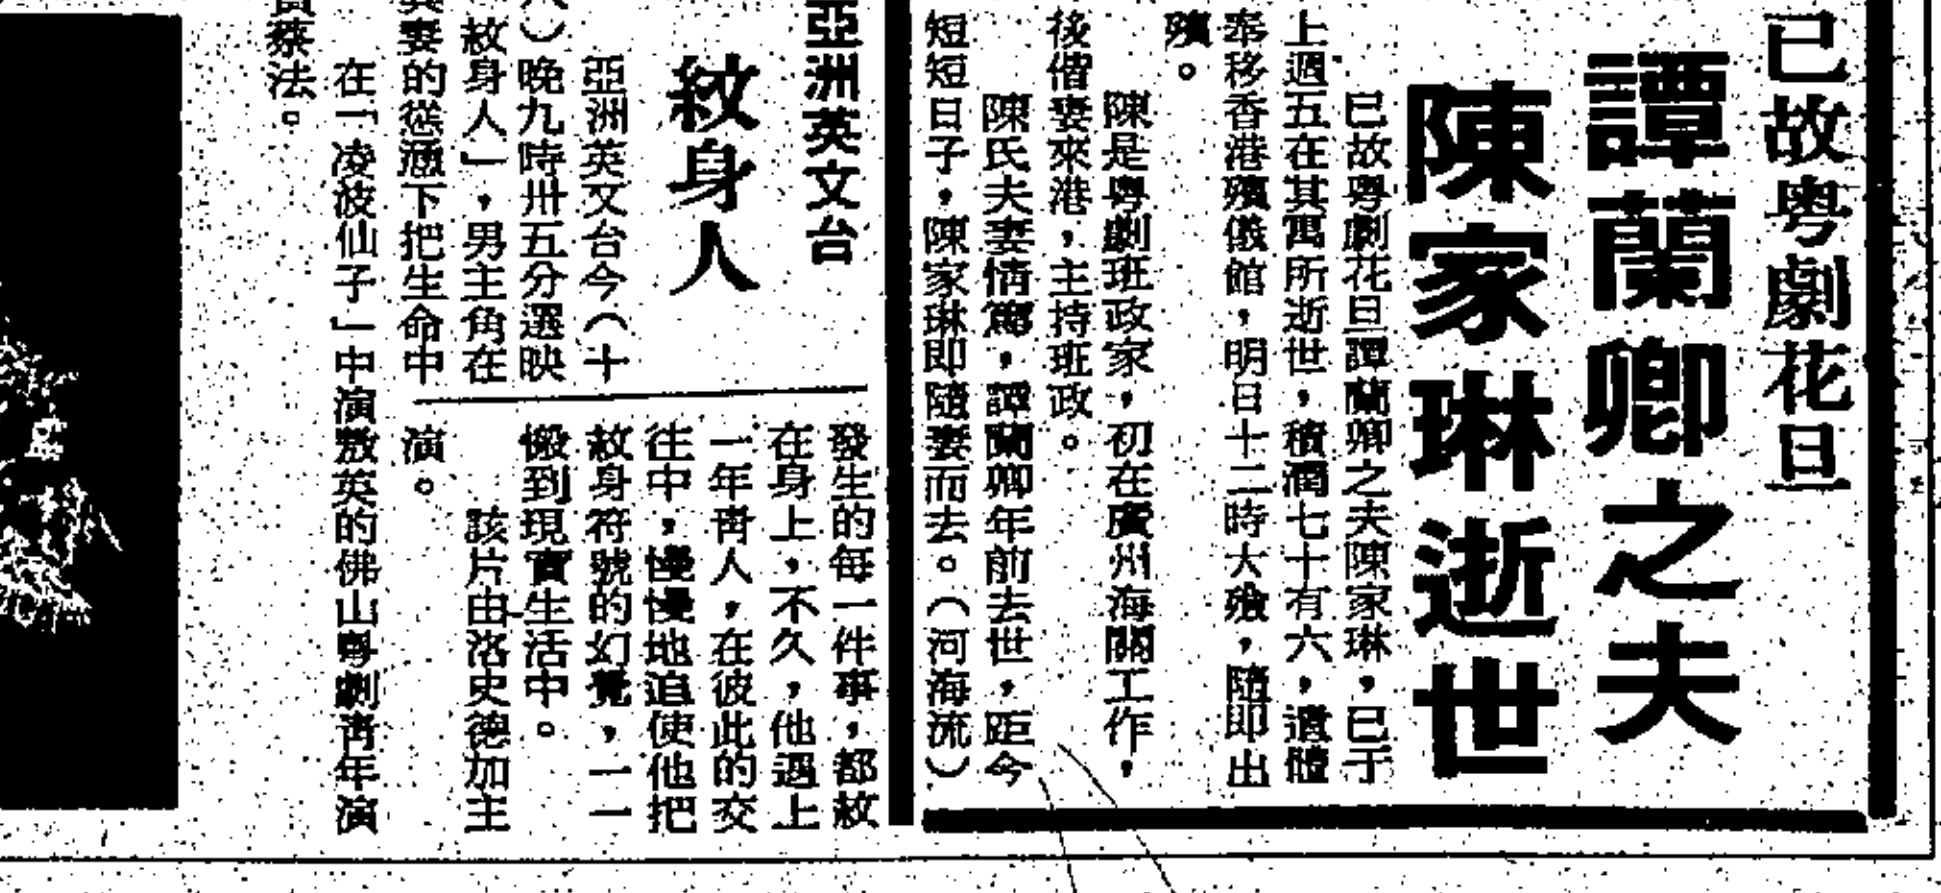 已故粵劇花旦
譚蘭卿之夫
陳家琳逝世
已故粵劇花旦譚蘭卿之夫陳家琳，已于
上週五在其寓所逝世，積潤七十有六，遺體
奉移香港殯儀館，明日十二時大殮，隨即出
殯。
陳是粵劇班政家，初在廣州海關工作，
後偕妻來港，主持班政。
陳氏夫妻情篤，譚蘭卿年前去世，距今
短短日子，陳家琳即隨妻而去。（河海流）
亞洲英文台
紋身人
亞洲英文台今（十
）晚九時卅五分選映
紋身人」，男主角在
妻的慫慂下把生命中
發生的每一件事，都紋
在身上，不久，他遇上
一年靑人，在彼此的交
往中，慢慢地迫使他把
紋身符號的幻覺，一一
搬到現實生活中。
該片由洛史德加主
演。
在「凌波仙子」中演敖英的佛山粵劇靑年演
蔡法。